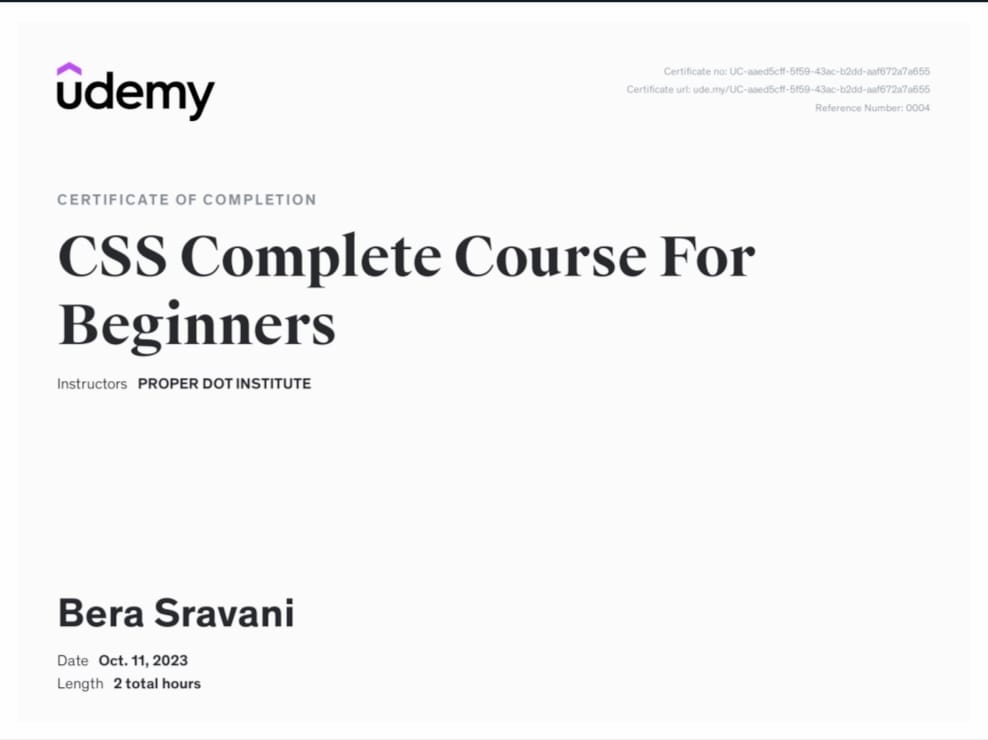 udemy
Certificate no: UC-aaed5cff-5f59-43ac-b2dd-aaf672a7a655
Certificate url: ude.my/UC-aaed5cff-5f59-43ac-b2dd-aaf672a7a655
Reference Number: 0004
CERTIFICATE OF COMPLETION
CSS Complete Course For
Beginners
Instructors PROPER DOT INSTITUTE
Bera Sravani
Date Oct. 11, 2023
Length 2 total hours